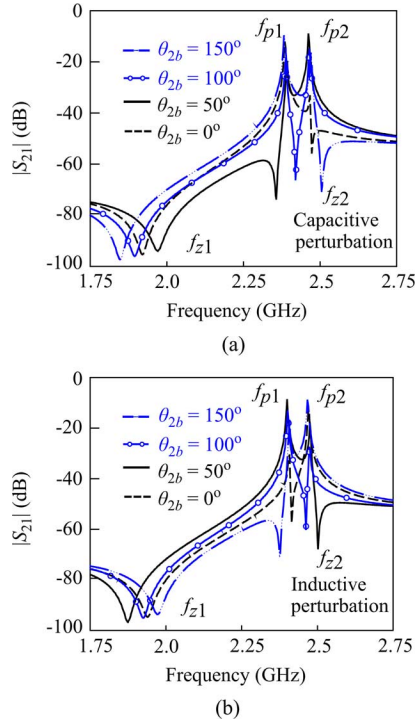 (a)
0
-20
-40
-60
-80
-100
|S21| (dB)
θ2b = 150°
θ2b = 100°
θ2b = 50°
θ2b = 0°
fp1
fp2
fz1
fz2
Capacitive
perturbation
1.75
2.0
2.25
2.5
2.75
Frequency (GHz)
(a)
0
-20
-40
-60
-80
-100
|S21| (dB)
θ2b = 150°
θ2b = 100°
θ2b = 50°
θ2b = 0°
fp1
fp2
fz1
fz2
Inductive
perturbation
1.75
2.0
2.25
2.5
2.75
Frequency (GHz)
(b)